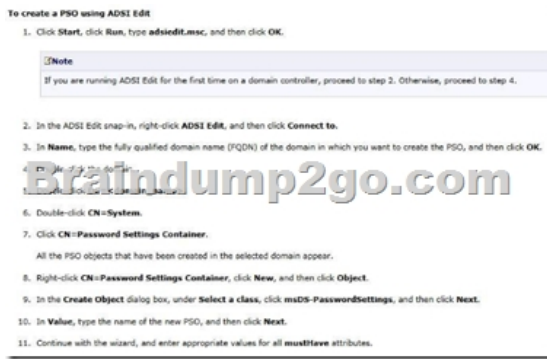 To create a PSO using ADSI Edit
1. Click Start, click Run, type adsiedit.msc, and then click OK.
Note
If you are running ADSI Edit for the first time on a domain controller, proceed to step 2. Otherwise, proceed to step 4.
2. In the ADSI Edit snap-in, right-click ADSI Edit, and then click Connect to.
3. In Name, type the fully qualified domain name (FQDN) of the domain in which you want to create the PSO, and then click OK.
4.
Braindump2go.com
5.
6. Double-click CN=System.
7. Click CN=Password Settings Container.
All the PSO objects that have been created in the selected domain appear.
8. Right-click CN=Password Settings Container, click New, and then click Object.
9. In the Create Object dialog box, under Select a class, click msDS-PasswordSettings, and then click Next.
10. In Value, type the name of the new PSO, and then click Next.
11. Continue with the wizard, and enter appropriate values for all mustHave attributes.